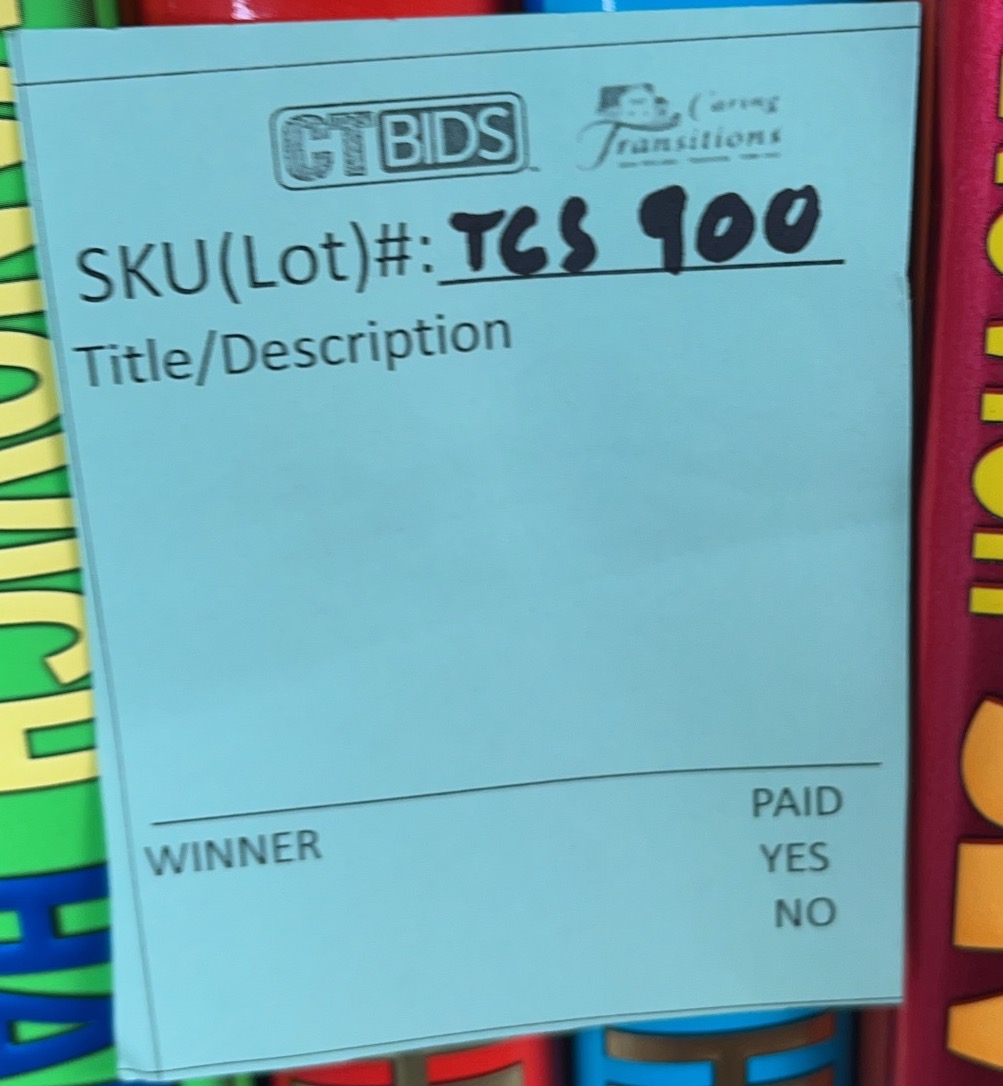 CTBIDS
Caring
Transitions
SKU(Lot)#: TCS 900
Title/Description
PAID
WINNER
YES
NO